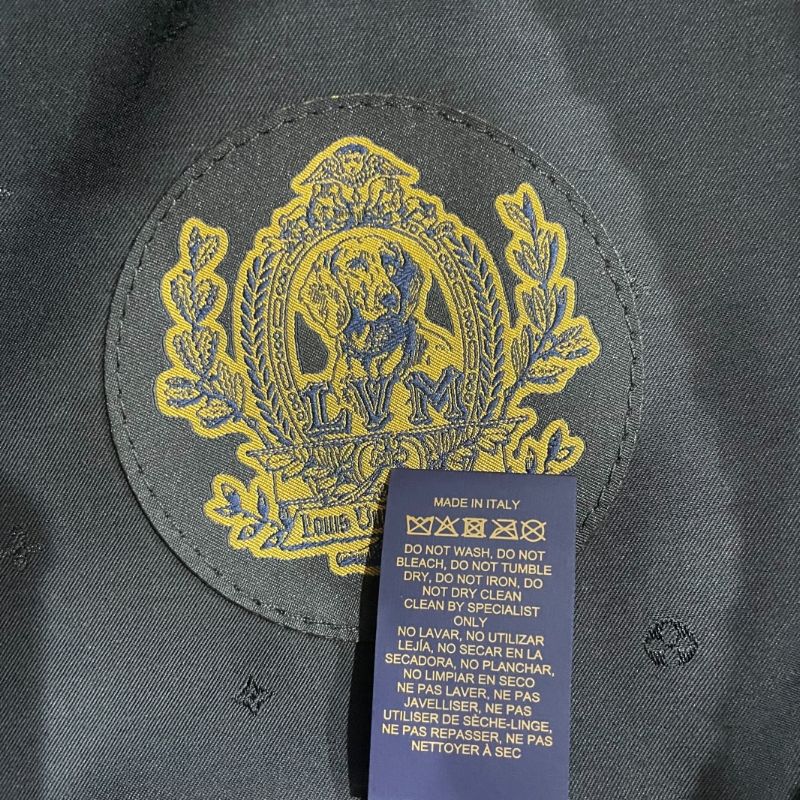 LVM
Louis
MADE IN ITALY
DO NOT WASH, DO NOT
BLEACH, DO NOT TUMBLE
DRY, DO NOT IRON, DO
NOT DRY CLEAN
CLEAN BY SPECIALIST
ONLY
NO LAVAR, NO UTILIZAR
LEJÍA, NO SECAR EN LA
SECADORA, NO PLANCHAR,
NO LIMPIAR EN SECO
NE PAS LAVER, NE PAS
JAVELLISER, NE PAS
UTILISER DE SÈCHE-LINGE,
NE PAS REPASSER, NE PAS
NETTOYER À SEC